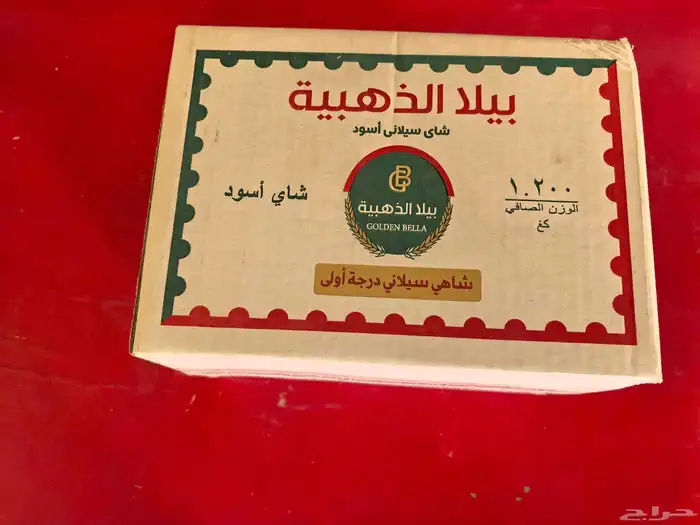 بيلا الذهبية
شاي سيلاني أسود
شاي أسود
١.٢٠٠
الوزن الصافي
كغ
بيلا الذهبية
GOLDEN BELLA
شاهي سيلاني درجة أولى
حراج